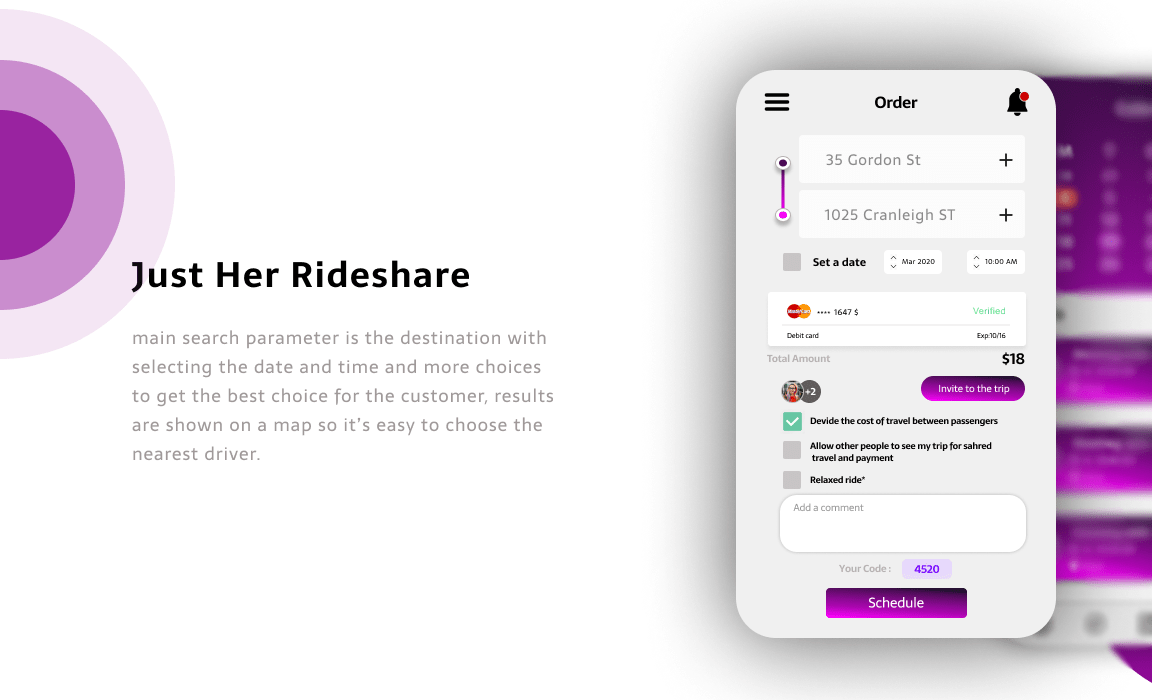 Just Her Rideshare
main search parameter is the destination with
selecting the date and time and more choices
to get the best choice for the customer, results
are shown on a map so it's easy to choose the
nearest driver.
Order
35 Gordon St
1025 Cranleigh ST
Set a date
Mar 2020
10:00 AM
MasterCard
•••• 1647 $
Verified
Debit card
Exp:10/16
Total Amount
$18
+2
Invite to the trip
Devide the cost of travel between passengers
Allow other people to see my trip for sahred
travel and payment
Relaxed ride*
Add a comment
Your Code :
4520
Schedule